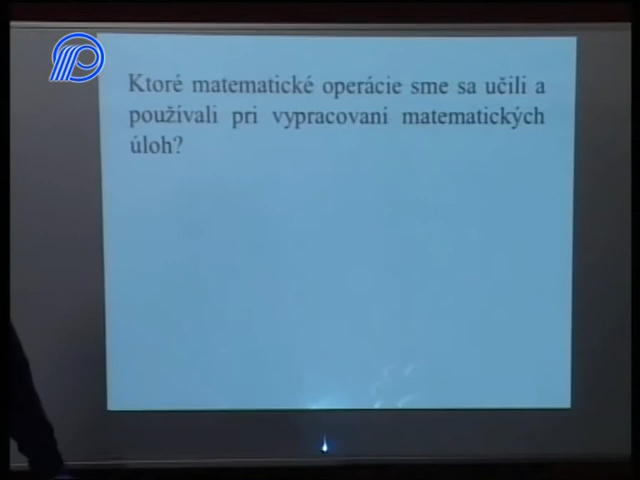 Ktoré matematické operácie sme sa učili a
používali pri vypracovaní matematických
úloh?